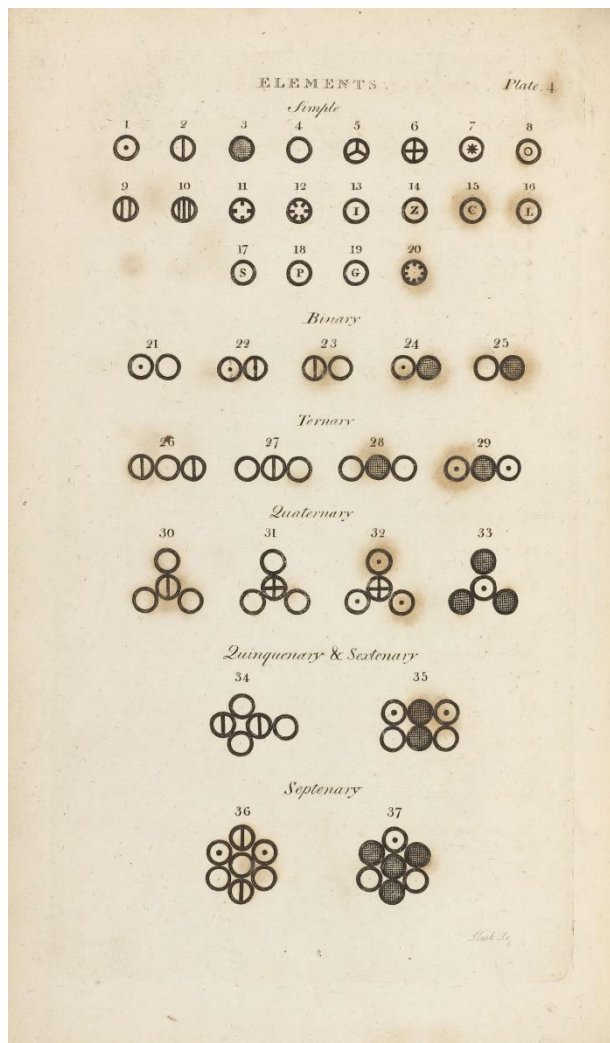 ELEMENTS. Plate. 4
Simple
1 2 3 4 5 6 7 8
9 10 11 12 13 14 15 16
I Z C L
17 18 19 20
S P G
Binary
21 22 23 24 25
Ternary
26 27 28 29
Quaternary
30 31 32 33
Quinquenary & Sextenary
34 35
Septenary
36 37